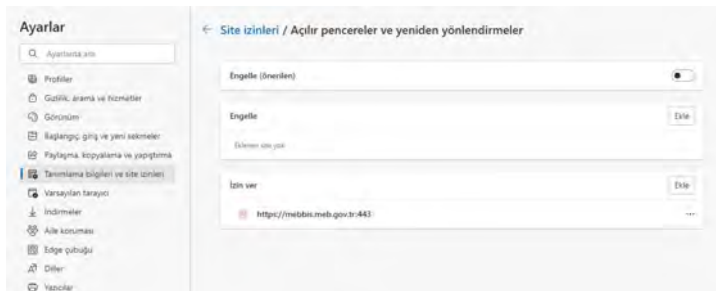 Ayarlar
Ayarlarda ara
Profiller
Gizlilik, arama ve hizmetler
Görünüm
Başlangıç, giriş ve yeni sekmeler
Paylaşma, kopyalama ve yapıştırma
Tanımlama bilgileri ve site izinleri
Varsayılan tarayıcı
İndirmeler
Aile koruması
Edge çubuğu
Diller
Yazıcılar
Site izinleri / Açılır pencereler ve yeniden yönlendirmeler
Engelle (önerilen)
Engelle
Ekle
Eklenen site yok
İzin ver
Ekle
https://mebbis.meb.gov.tr:443